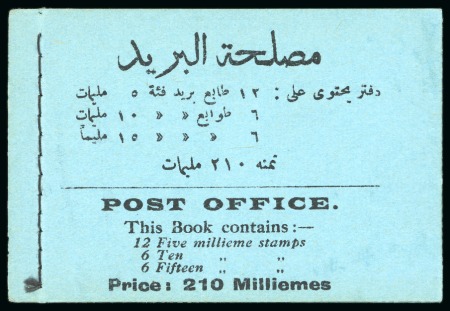 مصلحة البريد
دفتر يحتوى على : ١٢ طابع بريد فئة ٥ مليمات
٦ طوابع » » ١٠ مليمات
٦ » » » ١٥ مليماً
ثمنه ٢١٠ مليمات
POST OFFICE.
This Book contains:—
12 Five millieme stamps
6 Ten „ „
6 Fifteen „ „
Price: 210 Milliemes